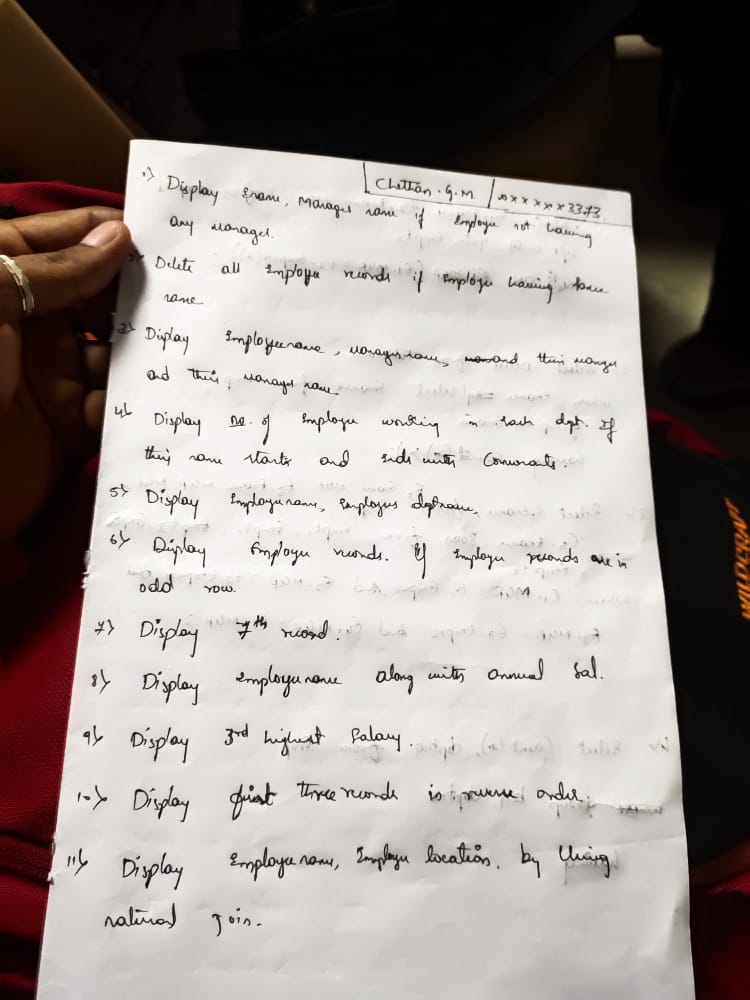 Chethan.G.M | xxxxxx3373
1) Display Ename, Manager name if Employee not having
any Manager.
2) Delete all Employee records if Employee having same
name
3) Display Employeename, Managername, and their manger
and their, manager name
4) Display no. of Employee working in each dpt. If
their name starts and Ends with Consonants.
5) Display Employeename, Employees deptname.
6) Display Employee records. If Employee records are in
odd row.
7) Display 7th record.
8) Display Employeename along with annual Sal.
9) Display 3rd highest Salary.
10) Display first three records is reverse order.
11) Display Employeename, Employee location, by Using
natural Join.
WILDCRAFT